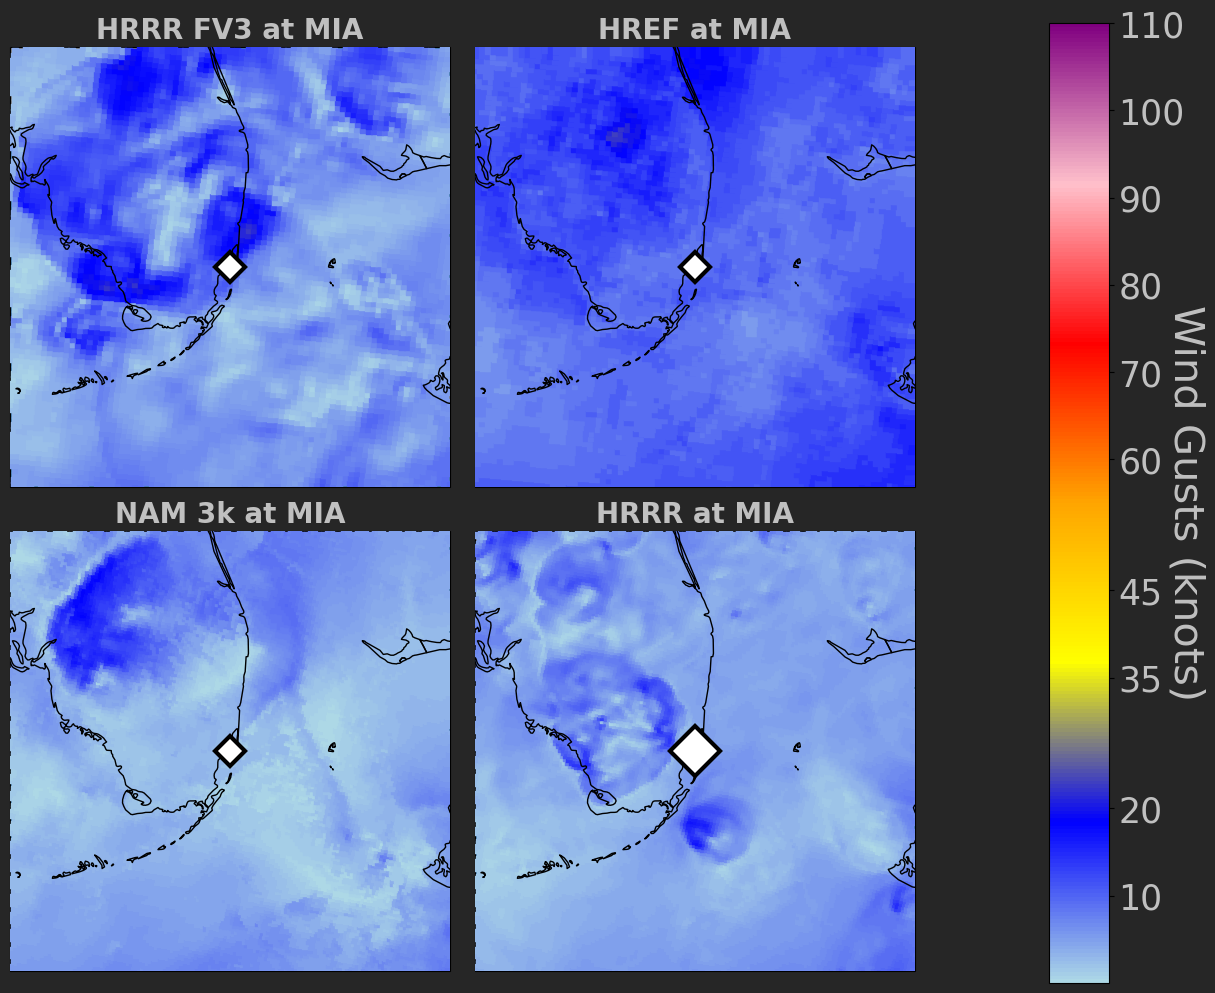 HRRR FV3 at MIA
HREF at MIA
NAM 3k at MIA
HRRR at MIA
110
100
90
80
70
60
45
35
20
10
Wind Gusts (knots)